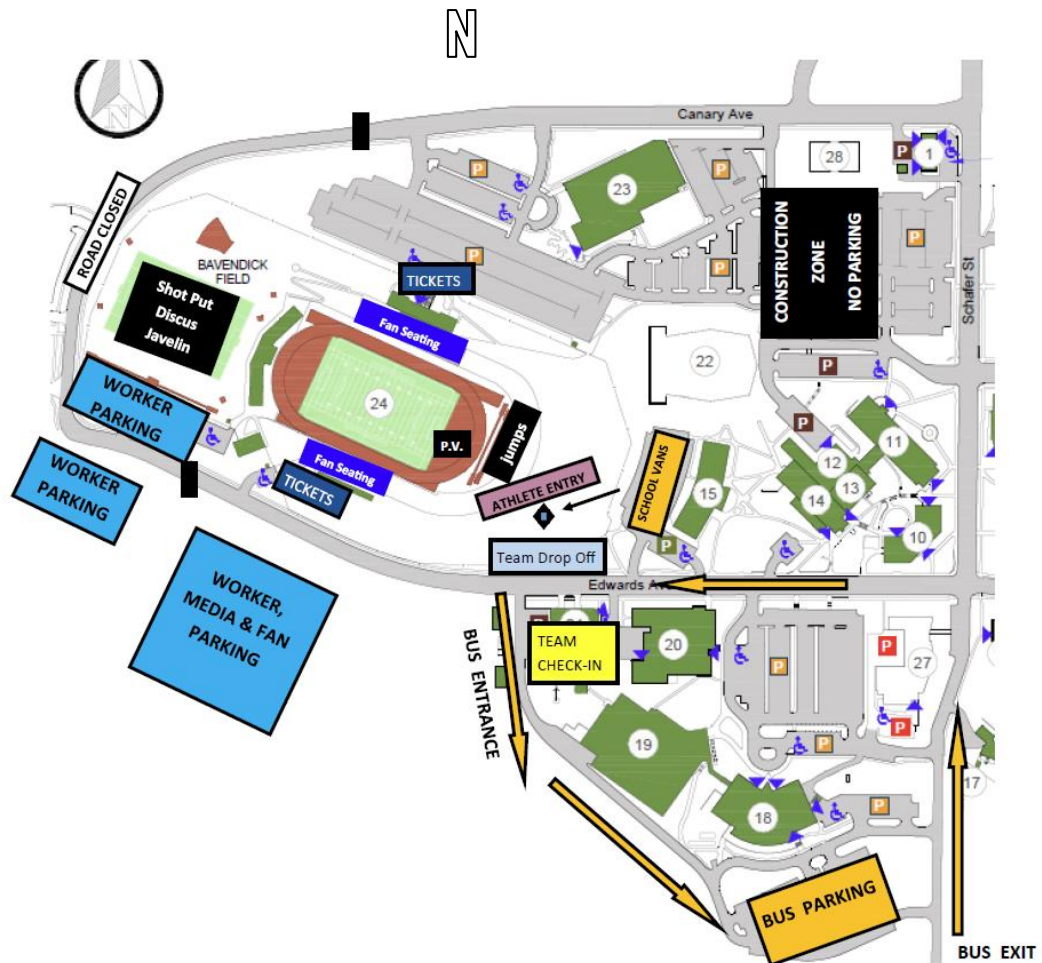 N
N
Canary Ave
P
28
P
1
23
P
ROAD CLOSED
BAVENDICK
FIELD
TICKETS
P
P
P
CONSTRUCTION
ZONE
NO PARKING
Schafer St
Shot Put
Discus
Javelin
Fan Seating
22
P
24
WORKER
PARKING
P.V.
jumps
P
11
12
13
14
10
Fan Seating
TICKETS
WORKER
PARKING
ATHLETE ENTRY
SCHOOL VANS
15
P
Team Drop Off
Edwards Ave
WORKER,
MEDIA & FAN
PARKING
BUS ENTRANCE
P
TEAM
CHECK-IN
20
P
P
27
P
19
P
17
18
P
BUS PARKING
BUS EXIT